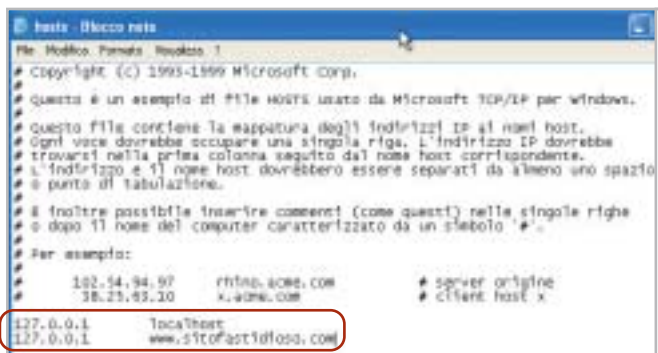 hosts - Blocco note
File Modifica Formato Visualizza ?
# Copyright (c) 1993-1999 Microsoft Corp.
#
# Questo è un esempio di file HOSTS usato da Microsoft TCP/IP per Windows.
#
# Questo file contiene la mappatura degli indirizzi IP ai nomi host.
# Ogni voce dovrebbe occupare una singola riga. L'indirizzo IP dovrebbe
# trovarsi nella prima colonna seguito dal nome host corrispondente.
# L'indirizzo e il nome host dovrebbero essere separati da almeno uno spazio
# o punto di tabulazione.
#
# È inoltre possibile inserire commenti (come questi) nelle singole righe
# o dopo il nome del computer caratterizzato da un simbolo '#'.
#
# Per esempio:
#
# 102.54.94.97 rhino.acme.com # server origine
# 38.25.63.10 x.acme.com # client host x
127.0.0.1 localhost
127.0.0.1 www.sitofastidioso.com